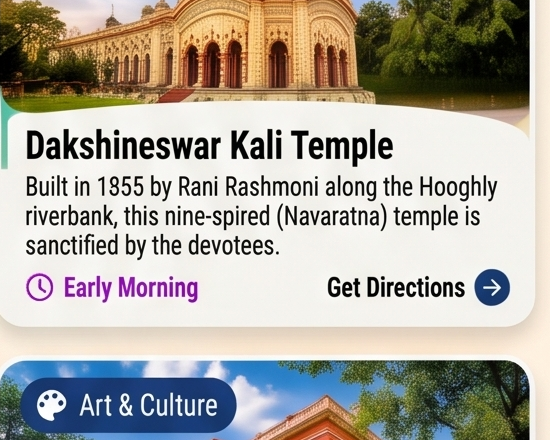 Dakshineswar Kali Temple
Built in 1855 by Rani Rashmoni along the Hooghly
riverbank, this nine-spired (Navaratna) temple is
sanctified by the devotees.
Early Morning
Get Directions
Art & Culture